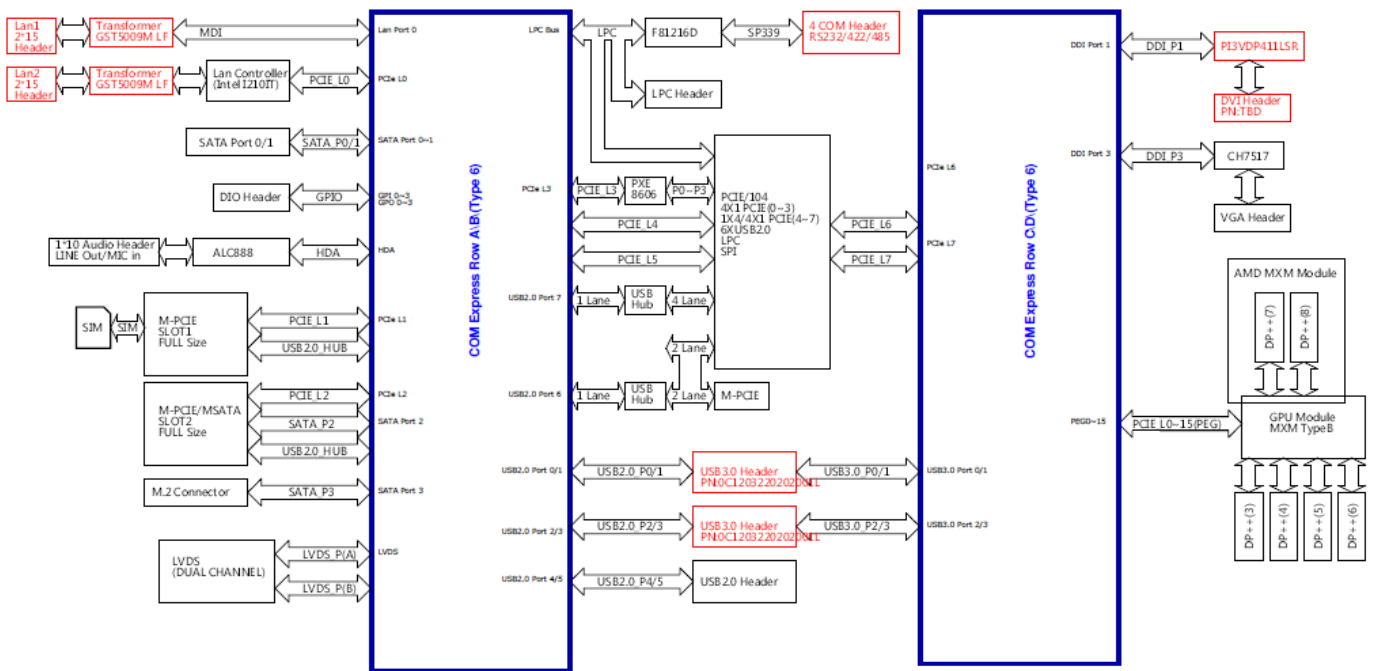 Lan1
2*15
Header
Transformer
GST5009M LF
MDI
Lan Port 0
Lan2
2*15
Header
Transformer
GST5009M LF
Lan Controller
(Intel I210IT)
PCIE_L0
PCIe L0
SATA Port 0/1
SATA_P0/1
SATA Port 0~1
DIO Header
GPIO
GPI 0~3
GPO 0~3
1*10 Audio Header
LINE Out/MIC in
ALC888
HDA
HDA
SIM
SIM
M-PCIE
SLOT1
FULL Size
PCIE_L1
USB2.0_HUB
PCIe L1
M-PCIE/MSATA
SLOT2
FULL Size
PCIE_L2
SATA_P2
USB2.0_HUB
PCIe L2
SATA Port 2
M.2 Connector
SATA_P3
SATA Port 3
LVDS
(DUAL CHANNEL)
LVDS_P(A)
LVDS_P(B)
LVDS
COM Express Row A\B\(Type 6)
LPC Bus
LPC
F81216D
SP339
4 COM Header
RS232/422/485
LPC Header
PCIe L3
PCIE_L3
PXE
8606
P0~P3
PCIE/104
4X1 PCIE(0~3)
1X4/4X1 PCIE(4~7)
6XUSB2.0
LPC
SPI
PCIE_L4
PCIE_L5
USB2.0 Port 7
1 Lane
USB
Hub
4 Lane
2 Lane
USB2.0 Port 6
1 Lane
USB
Hub
2 Lane
M-PCIE
USB2.0 Port 0/1
USB2.0_P0/1
USB3.0 Header
PN:0C12032202020011L
USB3.0_P0/1
USB3.0 Port 0/1
USB2.0 Port 2/3
USB2.0_P2/3
USB3.0 Header
PN:0C12032202020011L
USB3.0_P2/3
USB3.0 Port 2/3
USB2.0 Port 4/5
USB2.0_P4/5
USB2.0 Header
PCIE_L6
PCIe L6
PCIE_L7
PCIe L7
COM Express Row C\D\(Type 6)
DDI Port 1
DDI_P1
PI3VDP411LSR
DVI Header
PN:TBD
DDI Port 3
DDI_P3
CH7517
VGA Header
AMD MXM Module
DP++(7)
DP++(8)
PEG0~15
PCIE_L0~15(PEG)
GPU Module
MXM TypeB
DP++(3)
DP++(4)
DP++(5)
DP++(6)